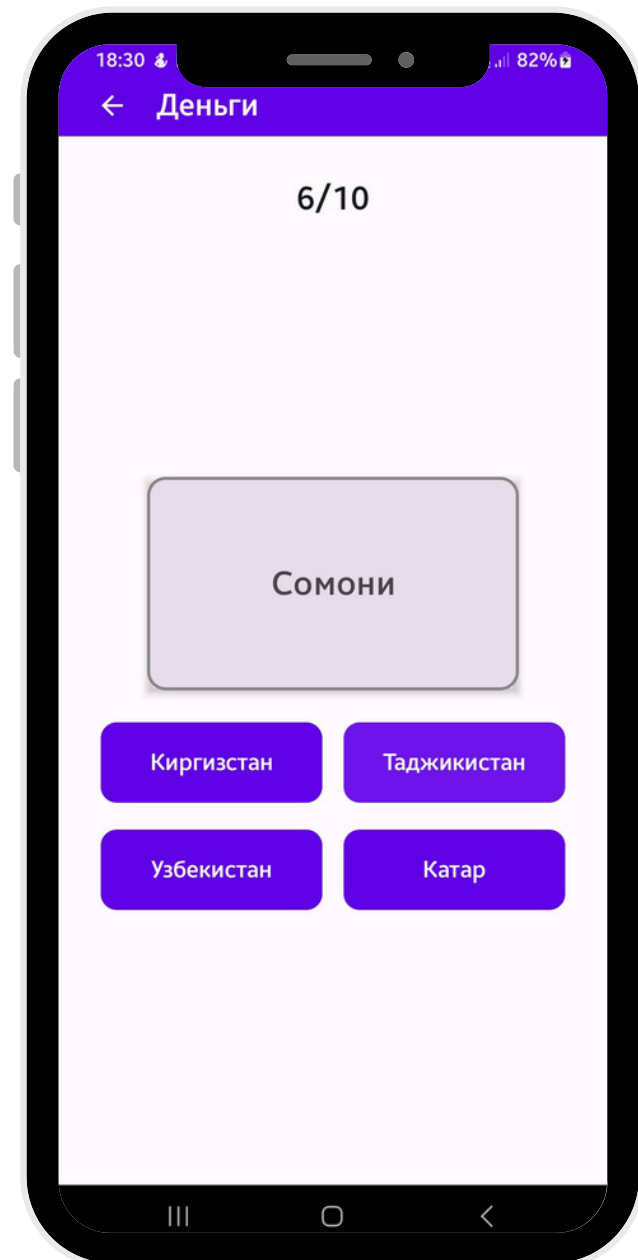 18:30 82%
Деньги
6/10
Сомони
Киргизстан Таджикистан
Узбекистан Катар